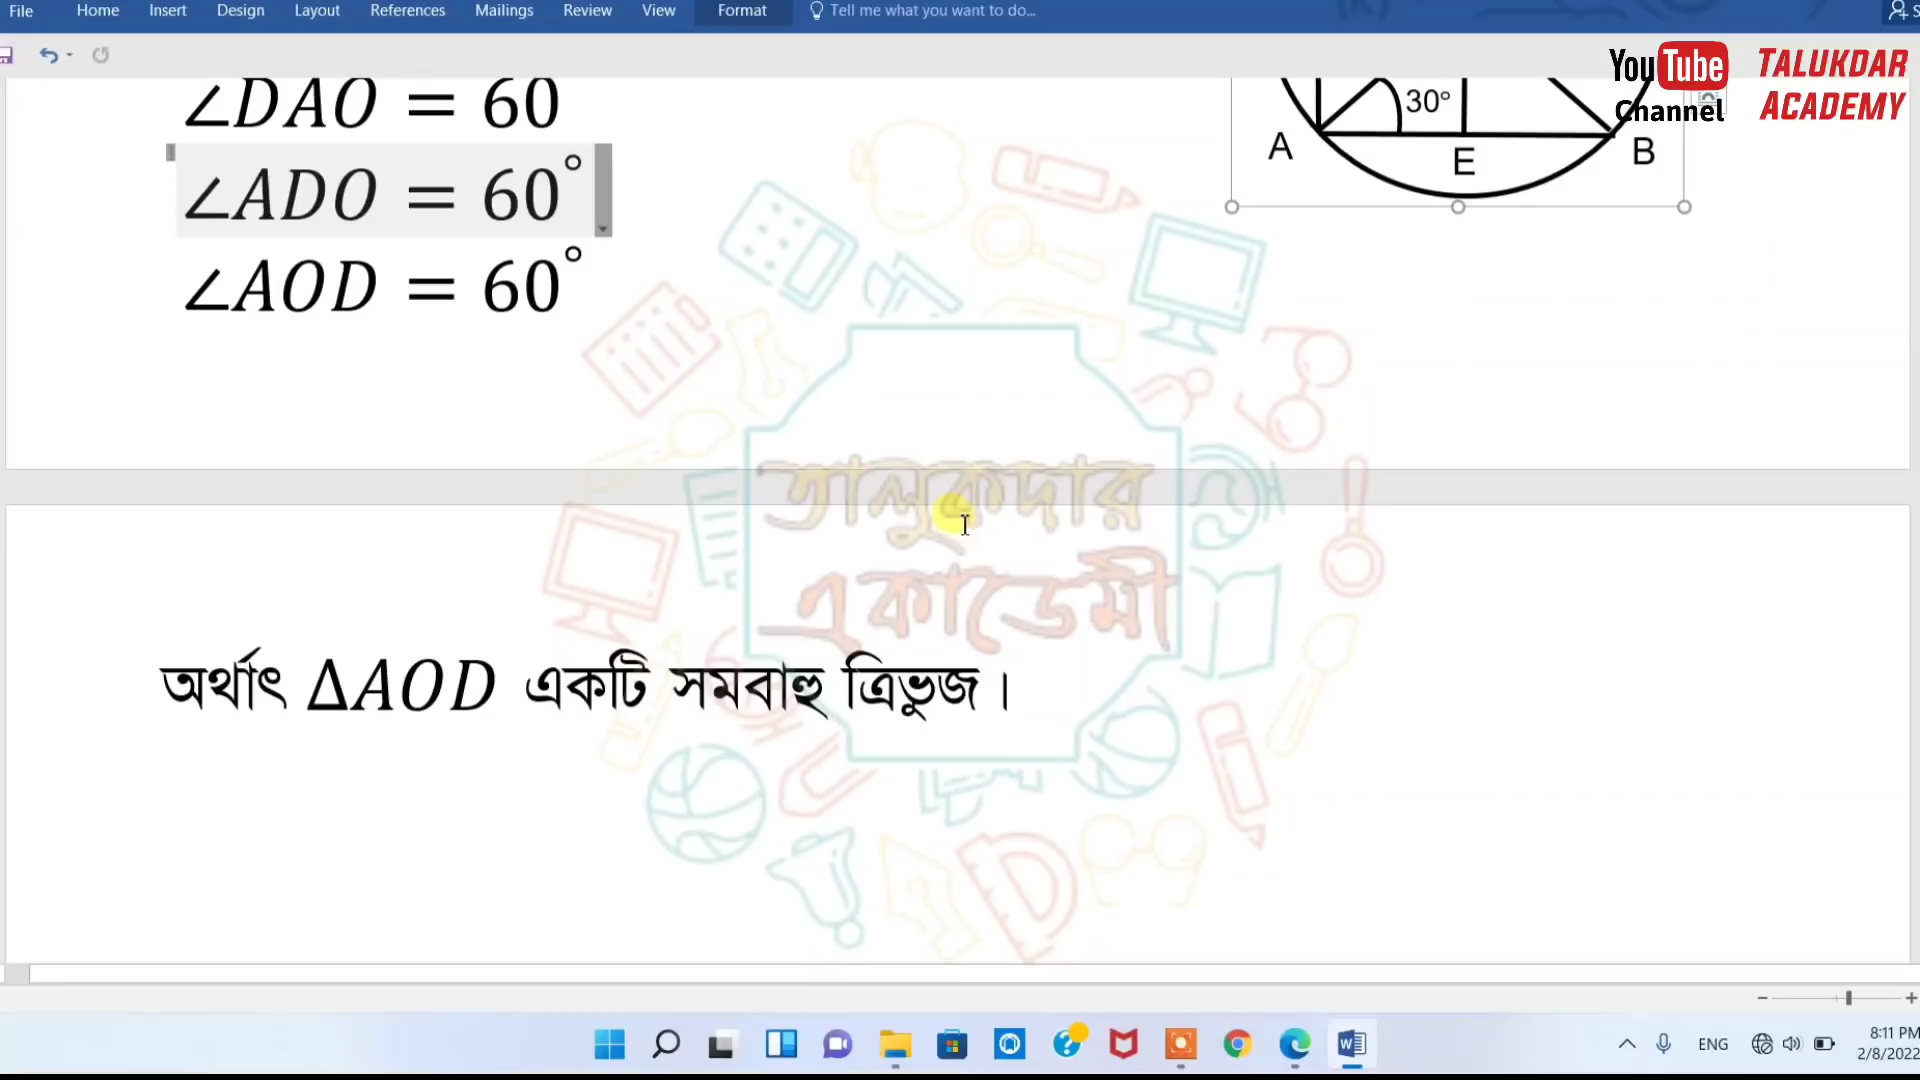 File Home Insert Design Layout References Mailings Review View Format Tell me what you want to do...
YouTube Channel
TALUKDAR ACADEMY
∠DAO = 60
∠ADO = 60°
∠AOD = 60°
30°
A
E
B
তালুকদার
একাডেমী
অর্থাৎ ΔAOD একটি সমবাহু ত্রিভুজ।
ENG
8:11 PM
2/8/2022